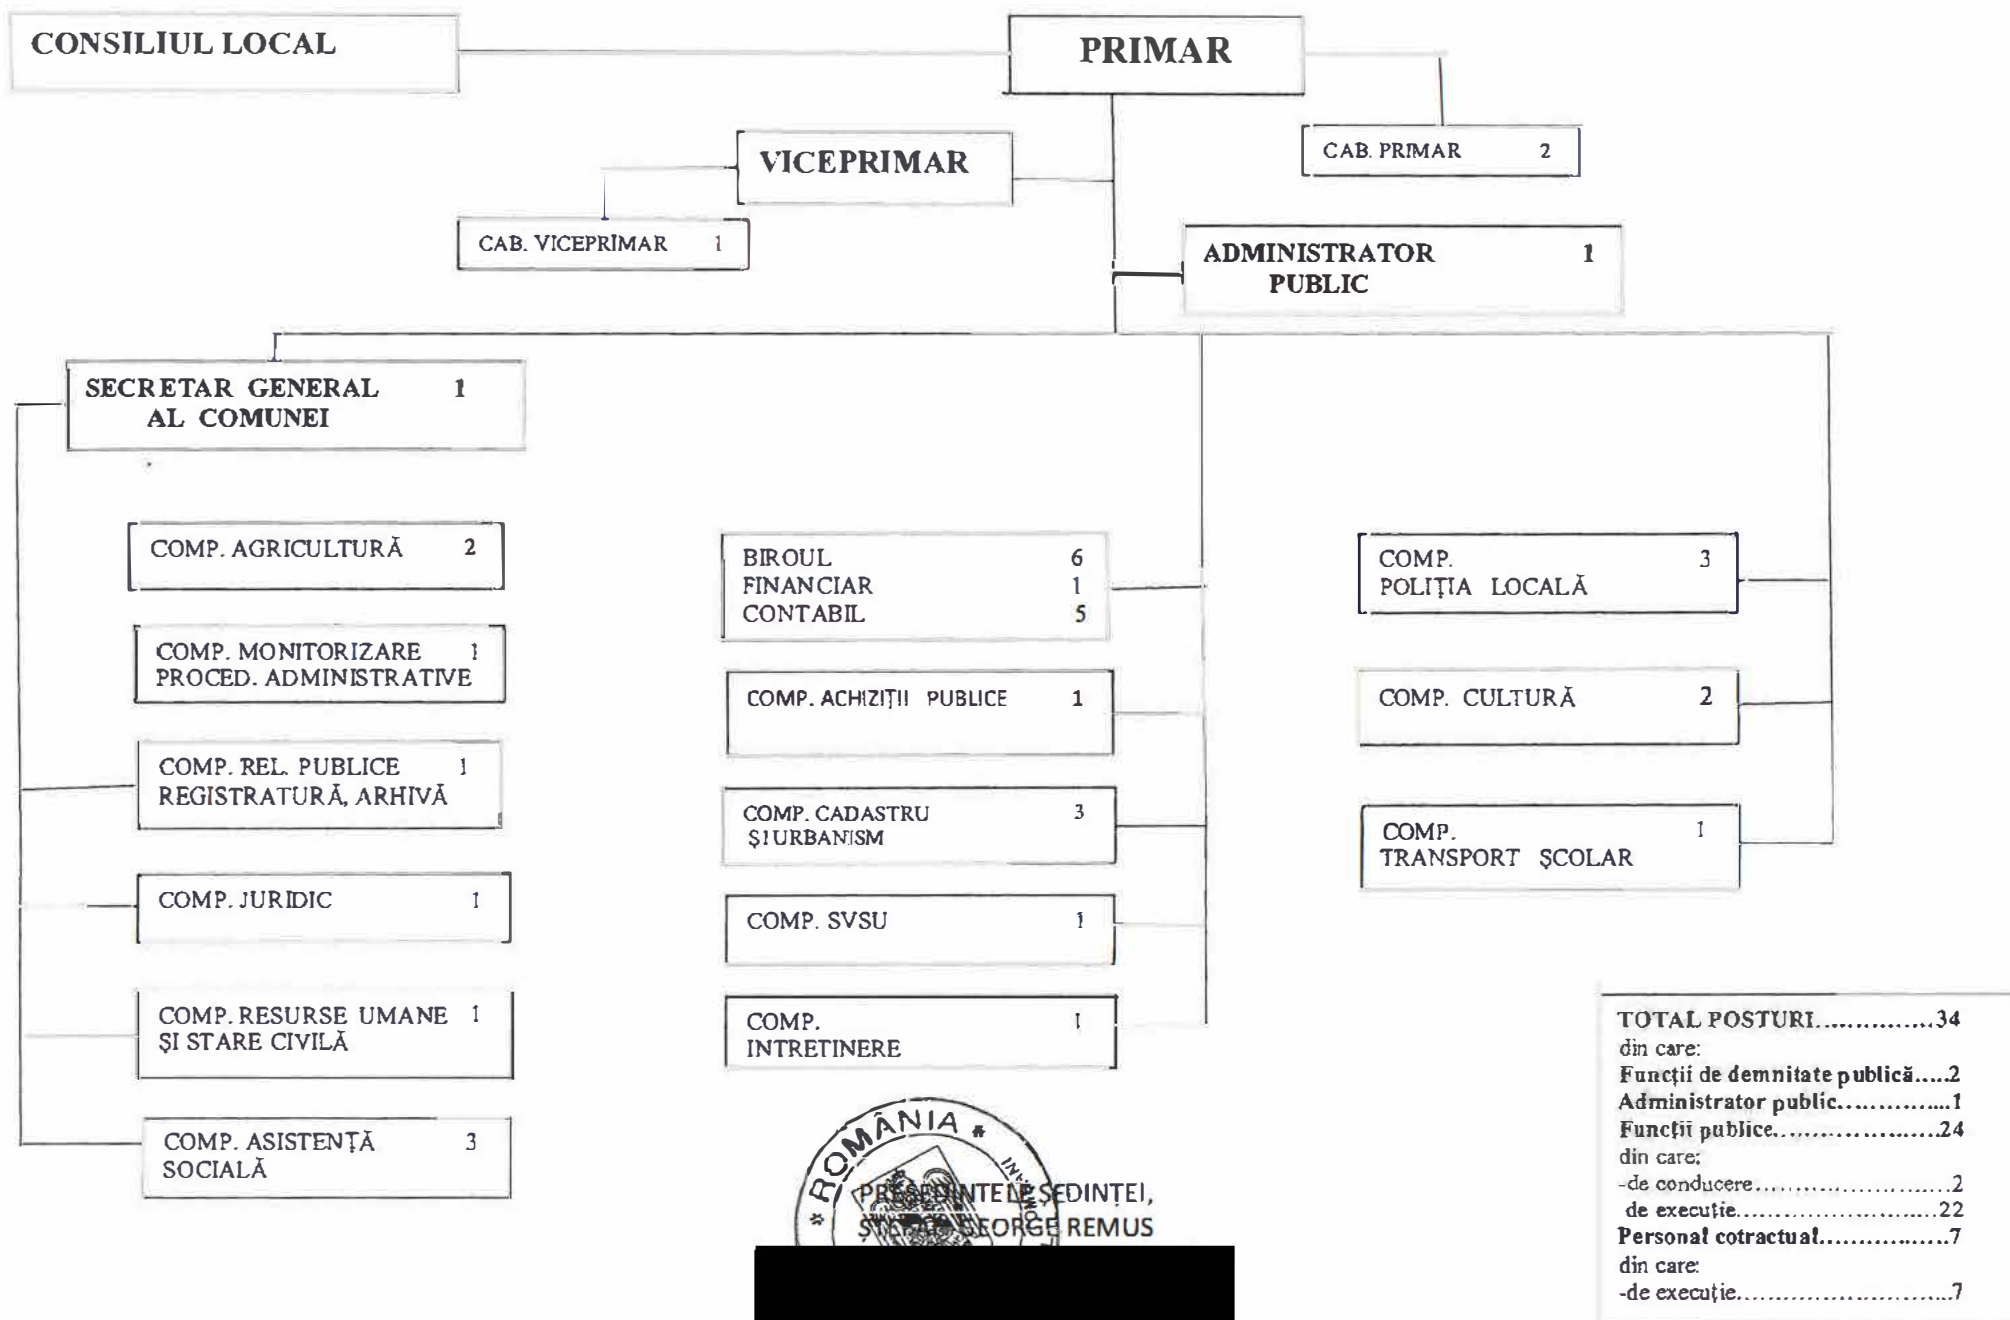 CONSILIUL LOCAL
PRIMAR
CAB. PRIMAR 2
VICEPRIMAR
CAB. VICEPRIMAR 1
ADMINISTRATOR 1
PUBLIC
SECRETAR GENERAL 1
AL COMUNEI
COMP. AGRICULTURĂ 2
COMP. MONITORIZARE 1
PROCED. ADMINISTRATIVE
COMP. REL. PUBLICE 1
REGISTRATURĂ, ARHIVĂ
COMP. JURIDIC 1
COMP. RESURSE UMANE 1
ȘI STARE CIVILĂ
COMP. ASISTENȚĂ 3
SOCIALĂ
BIROUL 6
FINANCIAR 1
CONTABIL 5
COMP. ACHIZIȚII PUBLICE 1
COMP. CADASTRU 3
ȘI URBANISM
COMP. SVSU 1
COMP. 1
INTRETINERE
COMP. 3
POLIȚIA LOCALĂ
COMP. CULTURĂ 2
COMP. 1
TRANSPORT ȘCOLAR
* ROMÂNIA *
PREȘEDINTELE ȘEDINȚEI,
GEORGE REMUS
TOTAL POSTURI...............34
din care:
Funcții de demnitate publică.....2
Administrator public..............1
Funcții publice.....................24
din care:
-de conducere.........................2
de execuție.........................22
Personal cotractual................7
din care:
-de execuție...........................7